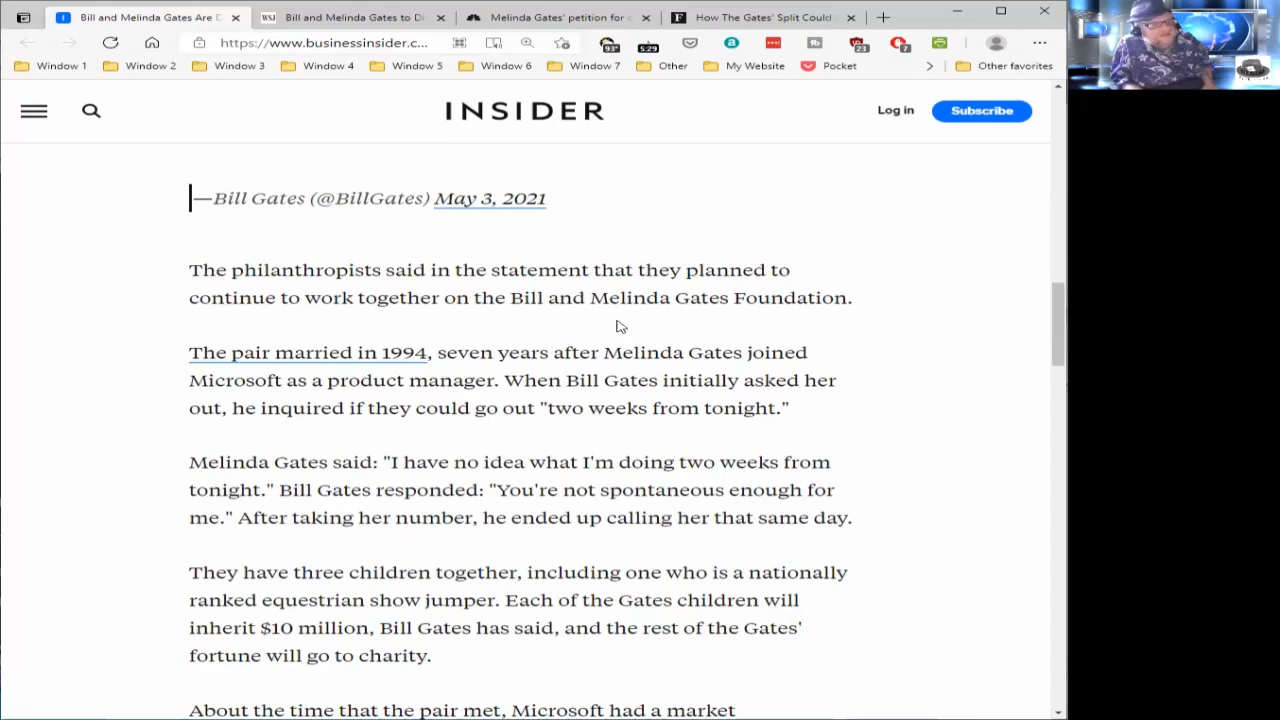 Bill and Melinda Gates Are D
WSJ Bill and Melinda Gates to Di
Melinda Gates' petition for c
F How The Gates' Split Could
https://www.businessinsider.c...
93°
5:29
23
7
Window 1
Window 2
Window 3
Window 4
Window 5
Window 6
Window 7
Other
My Website
Pocket
Other favorites
INSIDER
Log in
Subscribe
—Bill Gates (@BillGates) May 3, 2021
The philanthropists said in the statement that they planned to
continue to work together on the Bill and Melinda Gates Foundation.
The pair married in 1994, seven years after Melinda Gates joined
Microsoft as a product manager. When Bill Gates initially asked her
out, he inquired if they could go out "two weeks from tonight."
Melinda Gates said: "I have no idea what I'm doing two weeks from
tonight." Bill Gates responded: "You're not spontaneous enough for
me." After taking her number, he ended up calling her that same day.
They have three children together, including one who is a nationally
ranked equestrian show jumper. Each of the Gates children will
inherit $10 million, Bill Gates has said, and the rest of the Gates'
fortune will go to charity.
About the time that the pair met, Microsoft had a market